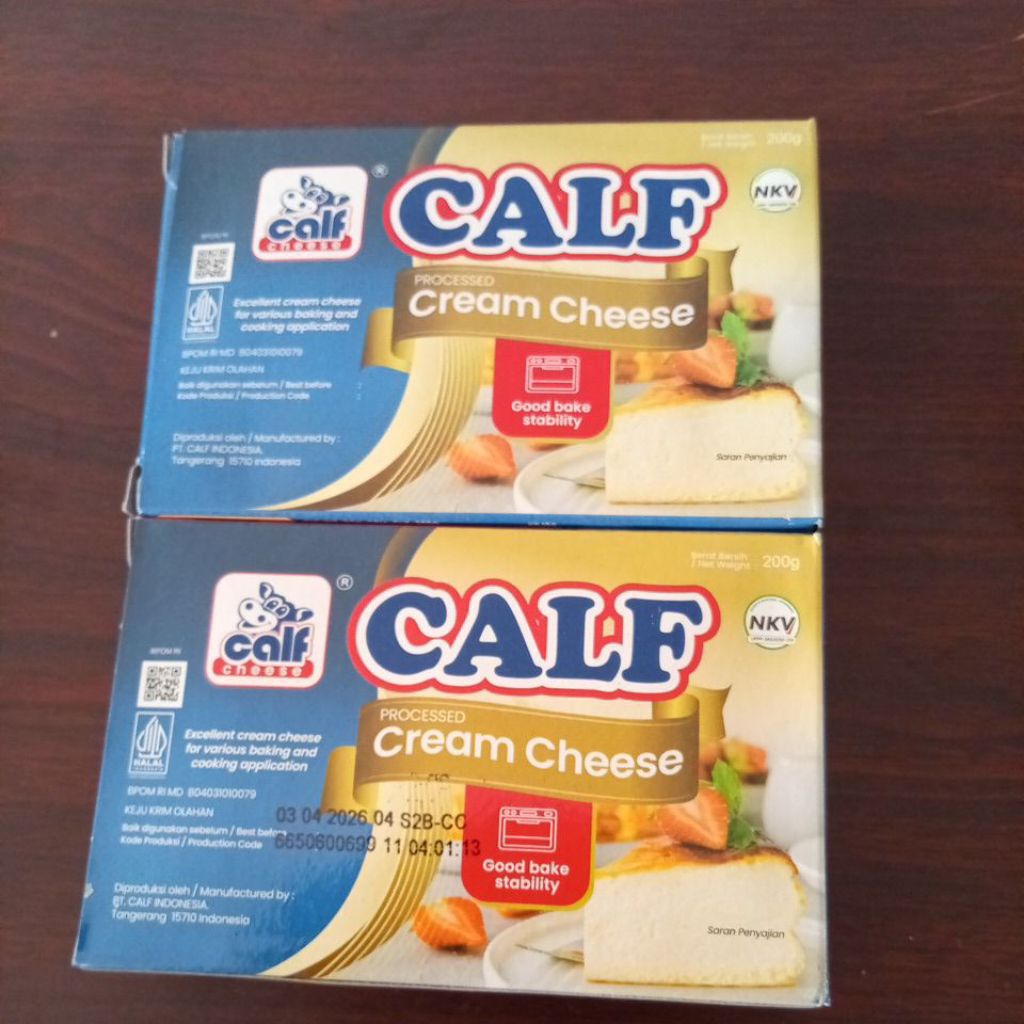 Berat Bersih
/ Net Weight 200g
calf
cheese
®
CALF
NKV
BPOM RI
PROCESSED
Cream Cheese
HALAL
Excellent cream cheese
for various baking and
cooking application
BPOM RI MD 804031010079
KEJU KRIM OLAHAN
Baik digunakan sebelum / Best before :
Kode Produksi / Production Code :
Good bake
stability
Diproduksi oleh / Manufactured by :
PT. CALF INDONESIA.
Tangerang 15710 Indonesia
Saran Penyajian
Berat Bersih
/ Net Weight : 200g
calf
cheese
®
CALF
NKV
BPOM RI
PROCESSED
Cream Cheese
HALAL
INDONESIA
Excellent cream cheese
for various baking and
cooking application
BPOM RI MD 804031010079
KEJU KRIM OLAHAN
Baik digunakan sebelum / Best before
03 04 2026 04 S2B-CC
Kode Produksi / Production Code
6650600699 11 04:01:13
Good bake
stability
Diproduksi oleh / Manufactured by :
PT. CALF INDONESIA.
Tangerang 15710 Indonesia
Saran Penyajian